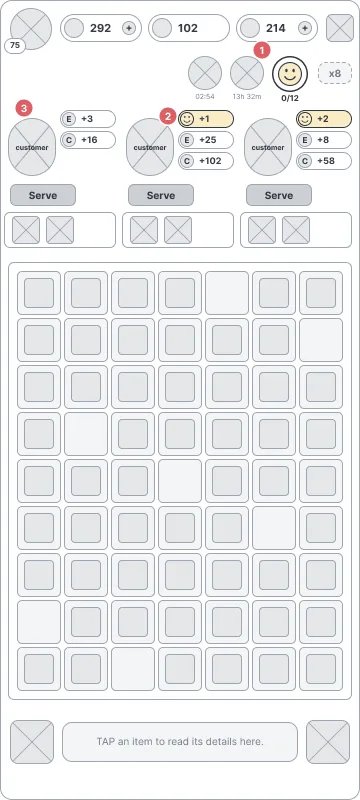 292 + 102 214 +
75
1
x8
02:54 13h 32m 0/12
3 2
E +3 +1 +2
C +16 E +25 E +8
customer customer customer
C +102 C +58
Serve Serve Serve
TAP an item to read its details here.